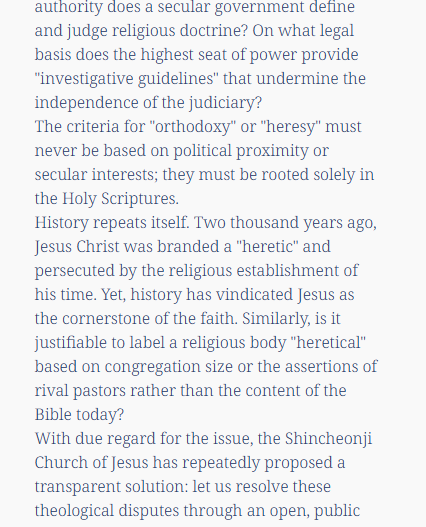 authority does a secular government define
and judge religious doctrine? On what legal
basis does the highest seat of power provide
"investigative guidelines" that undermine the
independence of the judiciary?
The criteria for "orthodoxy" or "heresy" must
never be based on political proximity or
secular interests; they must be rooted solely in
the Holy Scriptures.
History repeats itself. Two thousand years ago,
Jesus Christ was branded a "heretic" and
persecuted by the religious establishment of
his time. Yet, history has vindicated Jesus as
the cornerstone of the faith. Similarly, is it
justifiable to label a religious body "heretical"
based on congregation size or the assertions of
rival pastors rather than the content of the
Bible today?
With due regard for the issue, the Shincheonji
Church of Jesus has repeatedly proposed a
transparent solution: let us resolve these
theological disputes through an open, public